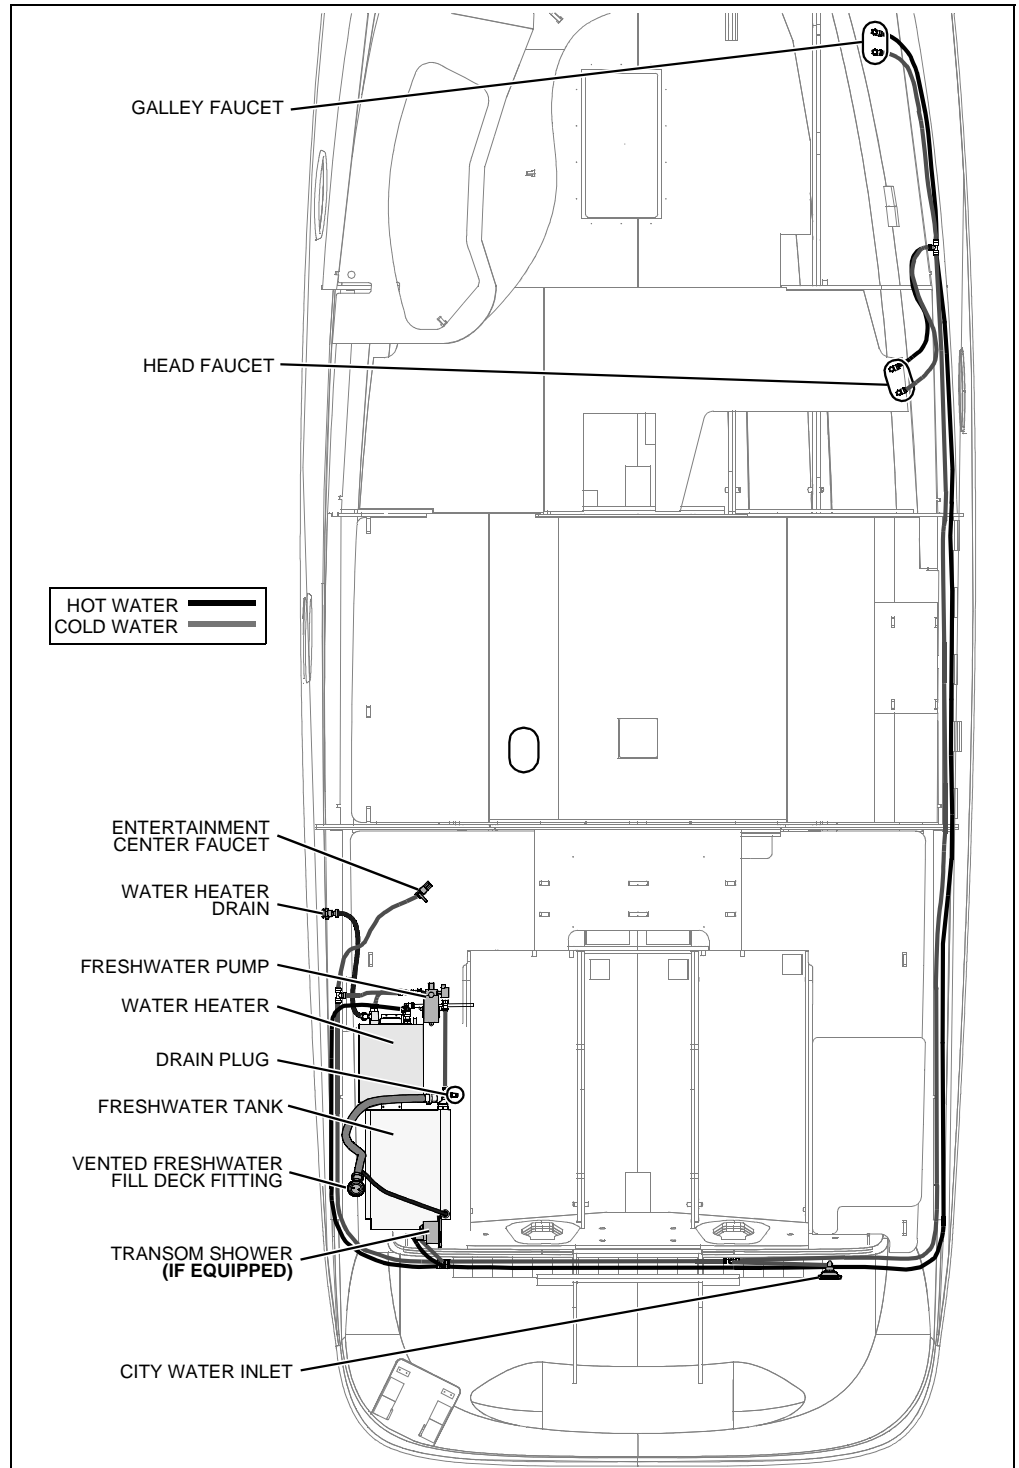 GALLEY FAUCET
HEAD FAUCET
HOT WATER
COLD WATER
ENTERTAINMENT
CENTER FAUCET
WATER HEATER
DRAIN
FRESHWATER PUMP
WATER HEATER
DRAIN PLUG
FRESHWATER TANK
VENTED FRESHWATER
FILL DECK FITTING
TRANSOM SHOWER
(IF EQUIPPED)
CITY WATER INLET